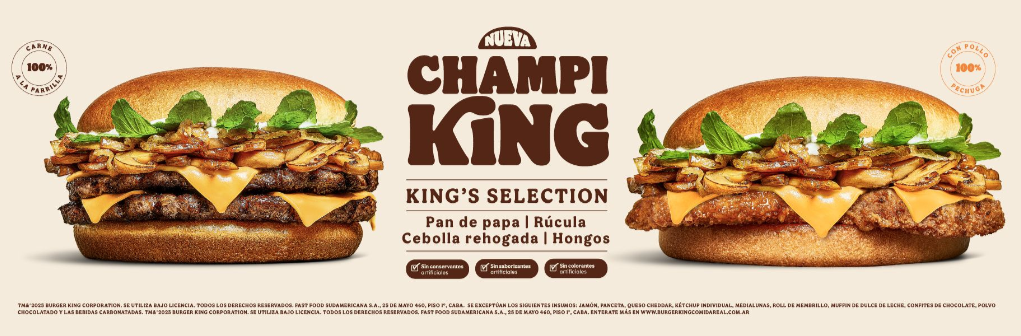 NUEVA
CHAMPI
KING
KING'S SELECTION
Pan de papa | Rúcula
Cebolla rehogada | Hongos
Sin conservantes
artificiales
Sin saborizantes
artificiales
Sin colorantes
artificiales
CARNE
100%
A LA PARRILLA
CON POLLO
100%
PECHUGA
TM&©2025 BURGER KING CORPORATION. SE UTILIZA BAJO LICENCIA. TODOS LOS DERECHOS RESERVADOS. FAST FOOD SUDAMERICANA S.A., 25 DE MAYO 460, PISO 1°, CABA. SE EXCEPTÚAN LOS SIGUIENTES INSUMOS: JAMÓN, PANCETA, QUESO CHEDDAR, KÉTCHUP INDIVIDUAL, MEDIALUNAS, ROLL DE MEMBRILLO, MUFFIN DE DULCE DE LECHE, CONFITES DE CHOCOLATE, POLVO
CHOCOLATADO Y LAS BEBIDAS CARBONATADAS. TM&©2025 BURGER KING CORPORATION. SE UTILIZA BAJO LICENCIA. TODOS LOS DERECHOS RESERVADOS. FAST FOOD SUDAMERICANA S.A., 25 DE MAYO 460, PISO 1°, CABA. ENTERATE MÁS EN WWW.BURGERKINGCOMIDAREAL.COM.AR